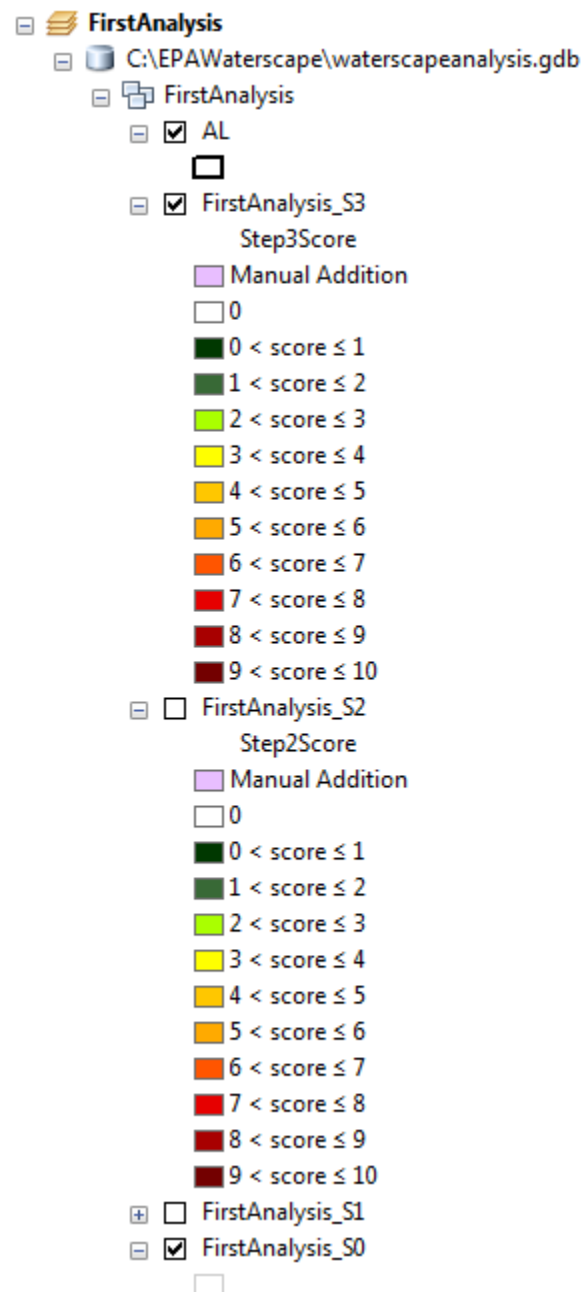 FirstAnalysis
C:\EPAWaterscape\waterscapeanalysis.gdb
FirstAnalysis
AL
FirstAnalysis_S3
Step3Score
Manual Addition
0
0 < score ≤ 1
1 < score ≤ 2
2 < score ≤ 3
3 < score ≤ 4
4 < score ≤ 5
5 < score ≤ 6
6 < score ≤ 7
7 < score ≤ 8
8 < score ≤ 9
9 < score ≤ 10
FirstAnalysis_S2
Step2Score
Manual Addition
0
0 < score ≤ 1
1 < score ≤ 2
2 < score ≤ 3
3 < score ≤ 4
4 < score ≤ 5
5 < score ≤ 6
6 < score ≤ 7
7 < score ≤ 8
8 < score ≤ 9
9 < score ≤ 10
FirstAnalysis_S1
FirstAnalysis_S0